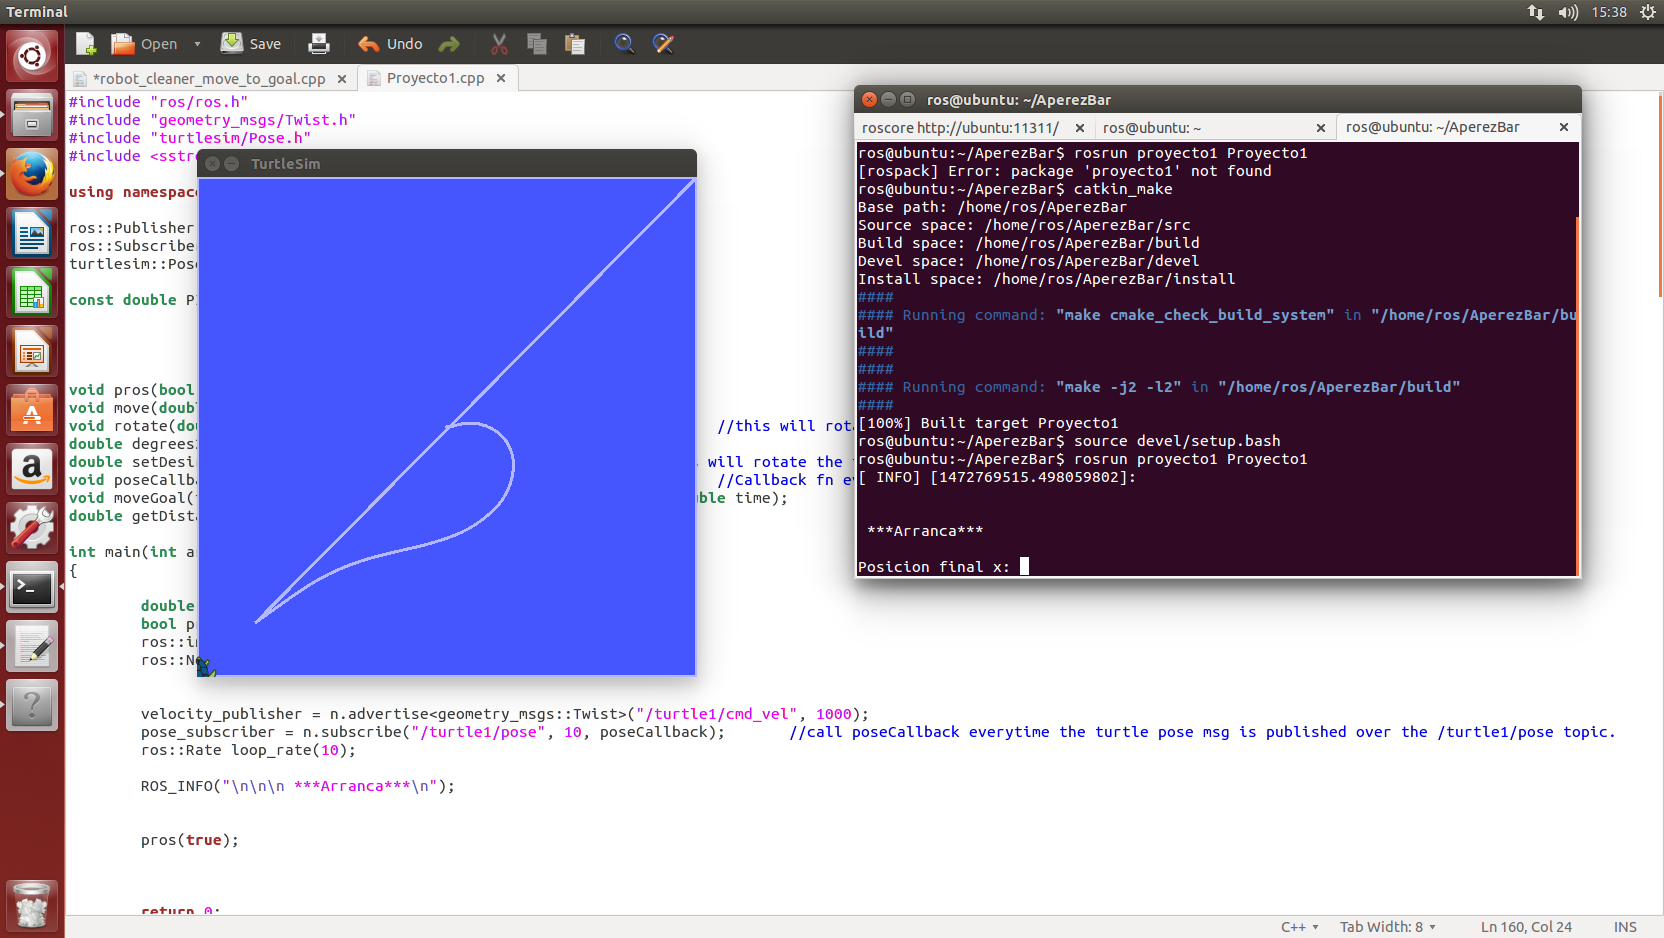 Terminal
15:38
Open
Save
Undo
*robot_cleaner_move_to_goal.cpp
Proyecto1.cpp
#include "ros/ros.h"
#include "geometry_msgs/Twist.h"
#include "turtlesim/Pose.h"
#include <sstr
using namespac
ros::Publisher
ros::Subscribe
turtlesim::Pos
const double P
void pros(bool
void move(doub
void rotate(do //this will rot
double degrees
double setDesi will rotate the
void poseCallb //Callback fn e
void moveGoal( ble time);
double getDist
int main(int a
{
double
bool p
ros::i
ros::N
velocity_publisher = n.advertise<geometry_msgs::Twist>("/turtle1/cmd_vel", 1000);
pose_subscriber = n.subscribe("/turtle1/pose", 10, poseCallback); //call poseCallback everytime the turtle pose msg is published over the /turtle1/pose topic.
ros::Rate loop_rate(10);
ROS_INFO("\n\n\n ***Arranca***\n");
pros(true);
return 0;
C++
Tab Width: 8
Ln 160, Col 24
INS
TurtleSim
ros@ubuntu: ~/AperezBar
roscore http://ubuntu:11311/
ros@ubuntu: ~
ros@ubuntu: ~/AperezBar
ros@ubuntu:~/AperezBar$ rosrun proyecto1 Proyecto1
[rospack] Error: package 'proyecto1' not found
ros@ubuntu:~/AperezBar$ catkin_make
Base path: /home/ros/AperezBar
Source space: /home/ros/AperezBar/src
Build space: /home/ros/AperezBar/build
Devel space: /home/ros/AperezBar/devel
Install space: /home/ros/AperezBar/install
####
#### Running command: "make cmake_check_build_system" in "/home/ros/AperezBar/bu
ild"
####
####
#### Running command: "make -j2 -l2" in "/home/ros/AperezBar/build"
####
[100%] Built target Proyecto1
ros@ubuntu:~/AperezBar$ source devel/setup.bash
ros@ubuntu:~/AperezBar$ rosrun proyecto1 Proyecto1
[ INFO] [1472769515.498059802]:
***Arranca***
Posicion final x: